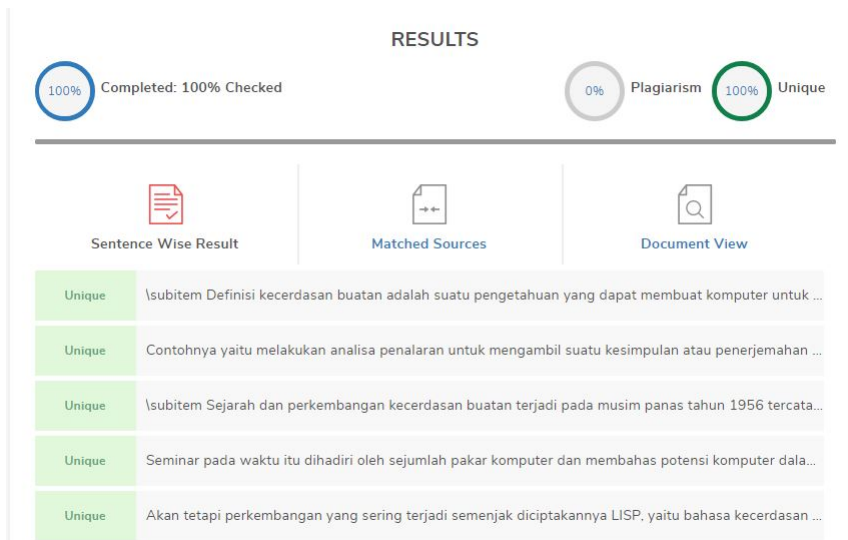 RESULTS
100% Completed: 100% Checked 0% Plagiarism 100% Unique
Sentence Wise Result Matched Sources Document View
Unique \subitem Definisi kecerdasan buatan adalah suatu pengetahuan yang dapat membuat komputer untuk ...
Unique Contohnya yaitu melakukan analisa penalaran untuk mengambil suatu kesimpulan atau penerjemahan ...
Unique \subitem Sejarah dan perkembangan kecerdasan buatan terjadi pada musim panas tahun 1956 tercata...
Unique Seminar pada waktu itu dihadiri oleh sejumlah pakar komputer dan membahas potensi komputer dala...
Unique Akan tetapi perkembangan yang sering terjadi semenjak diciptakannya LISP, yaitu bahasa kecerdasan ...